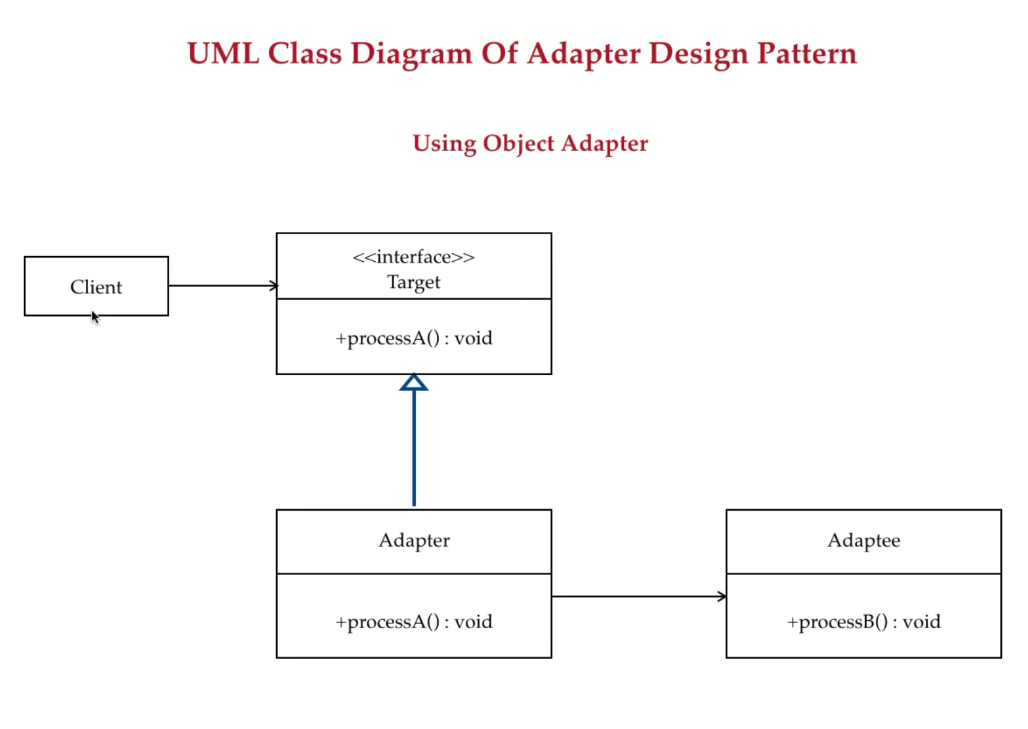 UML Class Diagram Of Adapter Design Pattern
Using Object Adapter
Client
<<interface>>
Target
+processA() : void
Adapter
+processA() : void
Adaptee
+processB() : void